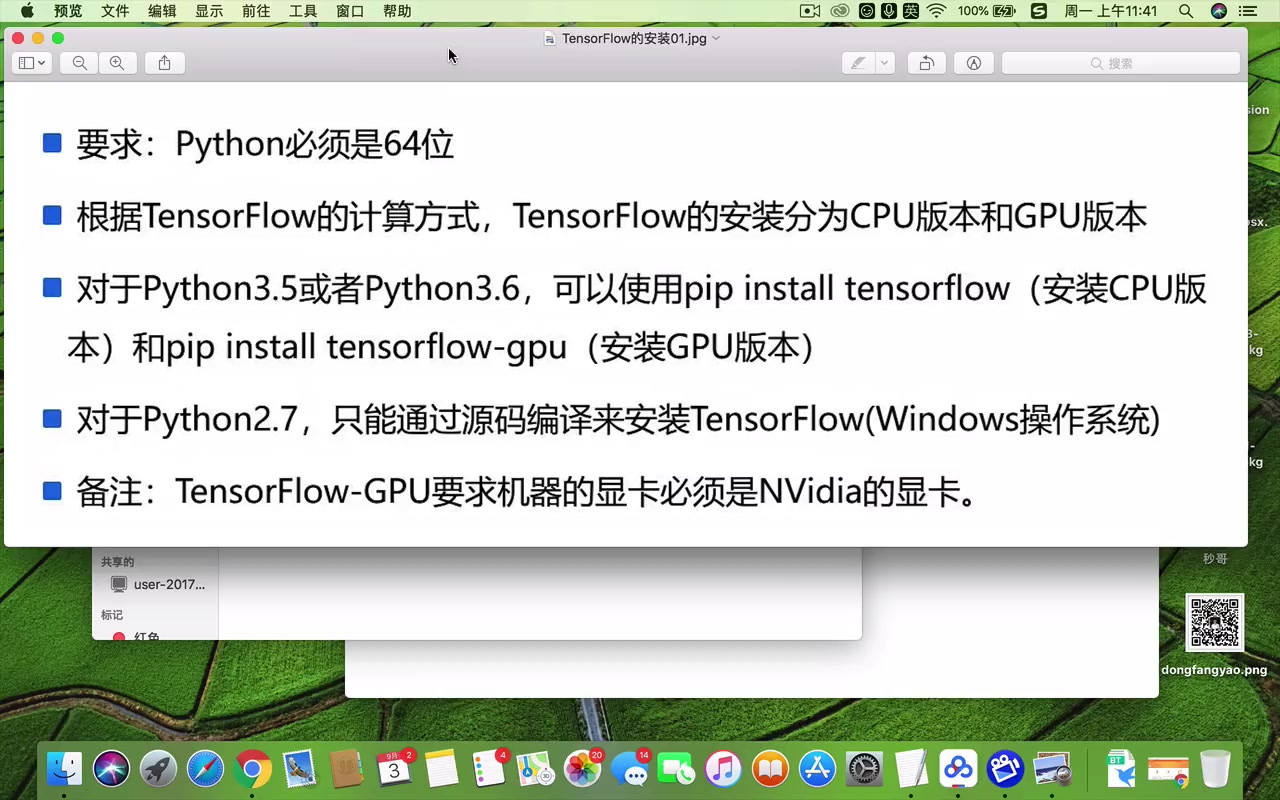 预览 文件 编辑 显示 前往 工具 窗口 帮助 英 100% 周一 上午11:41
TensorFlow的安装01.jpg
搜索
要求：Python必须是64位
根据TensorFlow的计算方式，TensorFlow的安装分为CPU版本和GPU版本
对于Python3.5或者Python3.6，可以使用pip install tensorflow（安装CPU版
本）和pip install tensorflow-gpu（安装GPU版本）
对于Python2.7，只能通过源码编译来安装TensorFlow(Windows操作系统)
备注：TensorFlow-GPU要求机器的显卡必须是NVidia的显卡。
sion
sx.
kg
kg
共享的
user-2017...
标记
红色
秒哥
dongfangyao.png
9月 2 3
4
20
14
BT